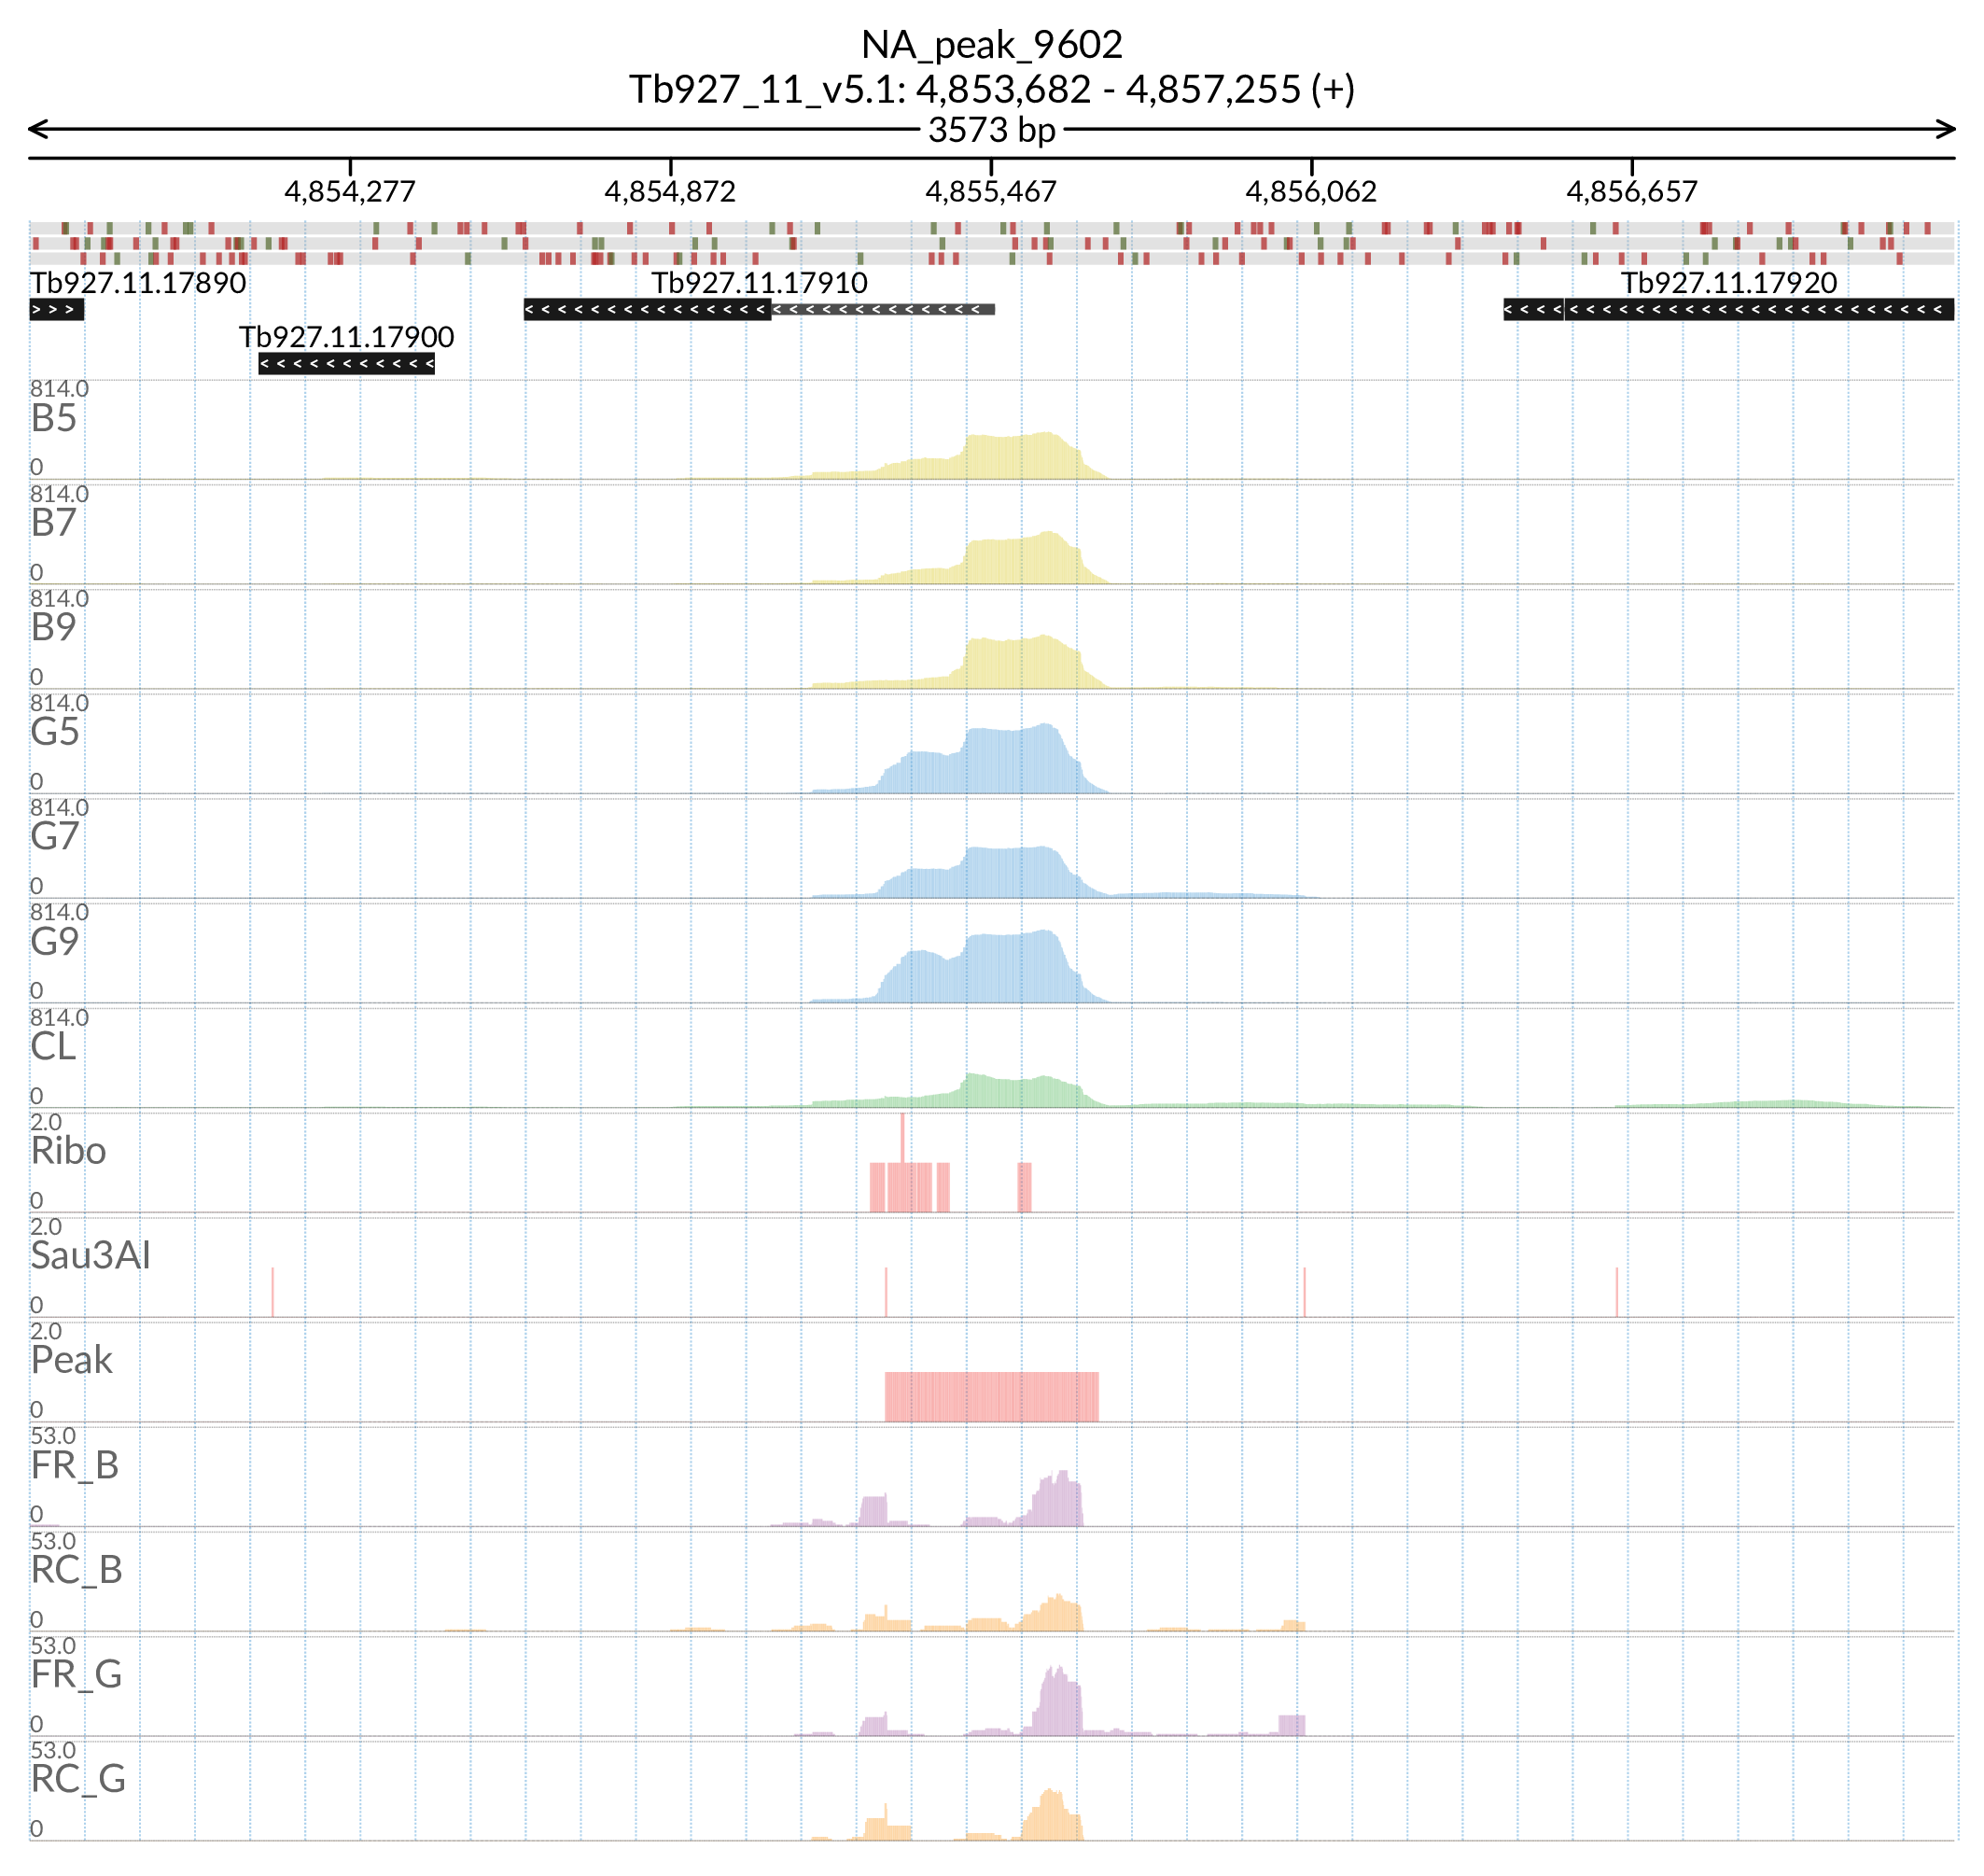 NA_peak_9602
Tb927_11_v5.1: 4,853,682 - 4,857,255 (+)
3573 bp
4,854,277 4,854,872 4,855,467 4,856,062 4,856,657
Tb927.11.17890 Tb927.11.17910 Tb927.11.17920
Tb927.11.17900
814.0
B5
0
814.0
B7
0
814.0
B9
0
814.0
G5
0
814.0
G7
0
814.0
G9
0
814.0
CL
0
2.0
Ribo
0
2.0
Sau3AI
0
2.0
Peak
0
53.0
FR_B
0
53.0
RC_B
0
53.0
FR_G
0
53.0
RC_G
0